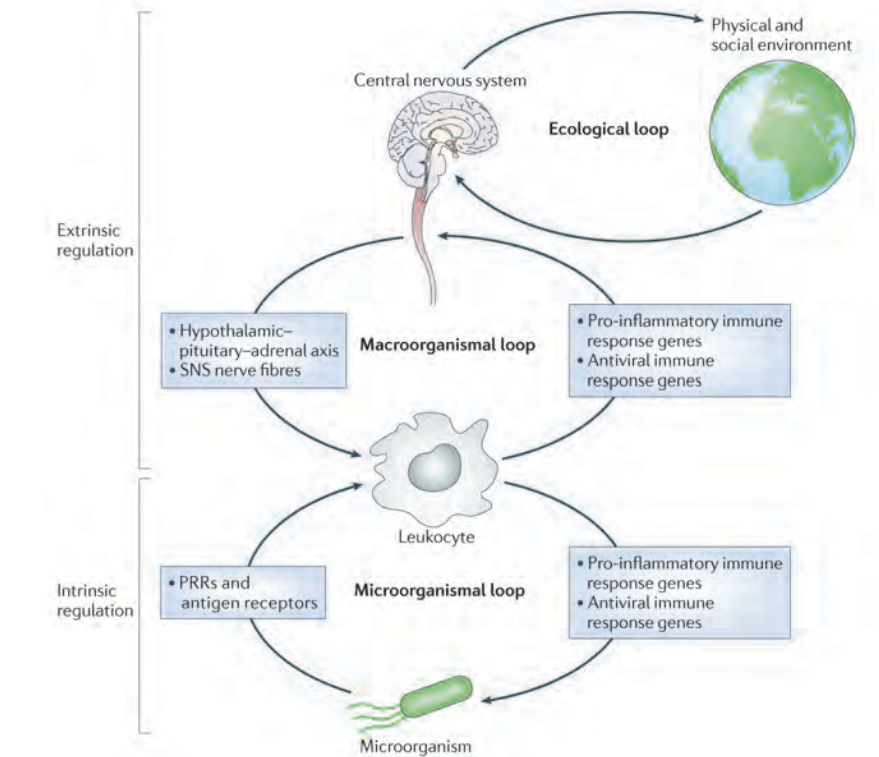 Physical and
social environment
Central nervous system
Ecological loop
Extrinsic
regulation
• Hypothalamic–
pituitary–adrenal axis
• SNS nerve fibres
Macroorganismal loop
• Pro-inflammatory immune
response genes
• Antiviral immune
response genes
Leukocyte
Intrinsic
regulation
• PRRs and
antigen receptors
Microorganismal loop
• Pro-inflammatory immune
response genes
• Antiviral immune
response genes
Microorganism